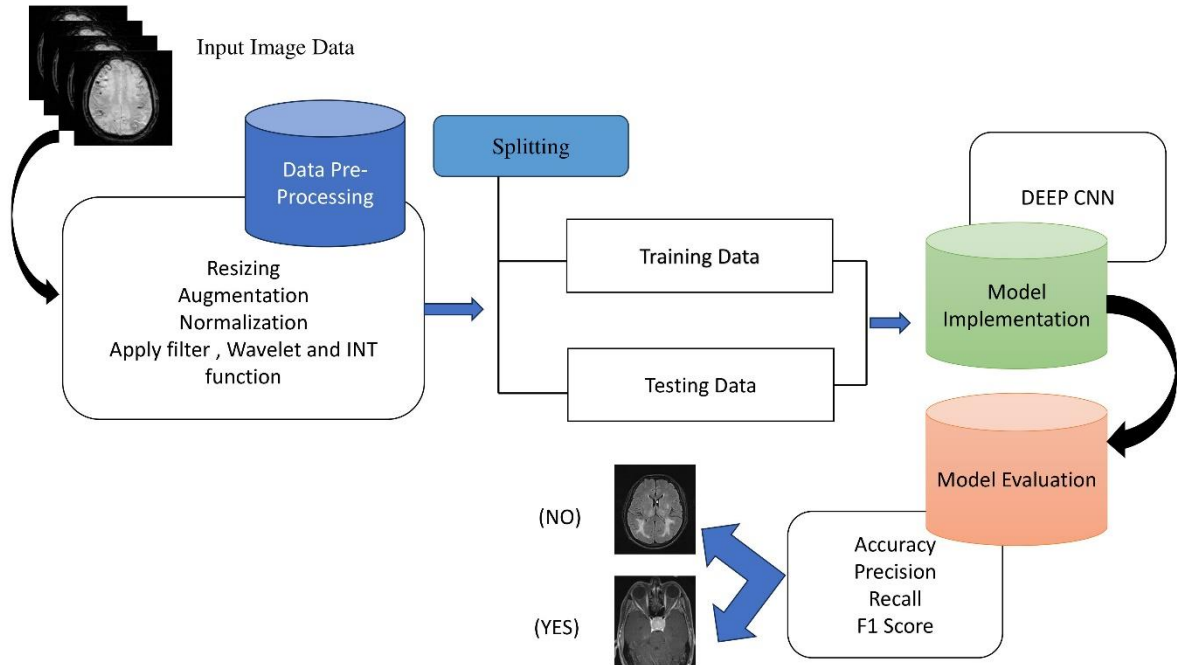 Input Image Data
Data Pre-
Processing
Resizing
Augmentation
Normalization
Apply filter , Wavelet and INT
function
Splitting
Training Data
Testing Data
DEEP CNN
Model
Implementation
Model Evaluation
Accuracy
Precision
Recall
F1 Score
(NO)
(YES)